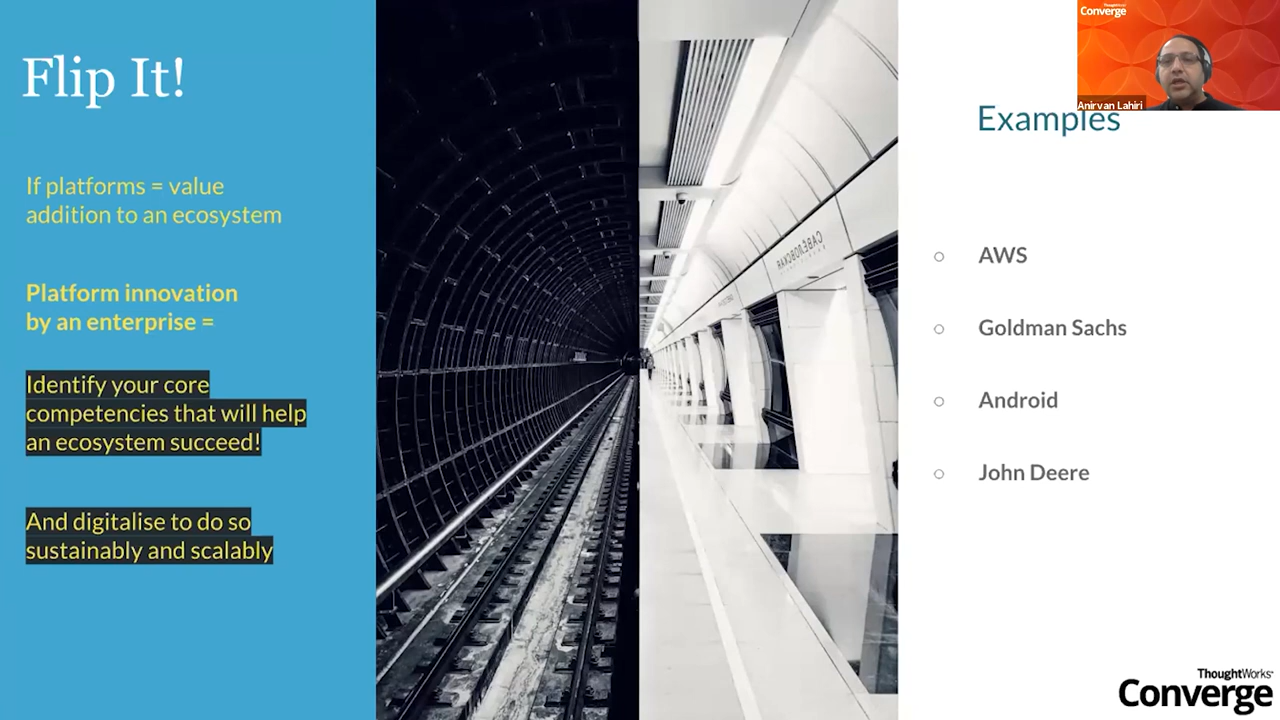 Flip It!
If platforms = value
addition to an ecosystem
Platform innovation
by an enterprise =
Identify your core
competencies that will help
an ecosystem succeed!
And digitalise to do so
sustainably and scalably
САВЁЛОВСКАЯ
Converge
Anirvan Lahiri
Examples
AWS
Goldman Sachs
Android
John Deere
ThoughtWorks
Converge